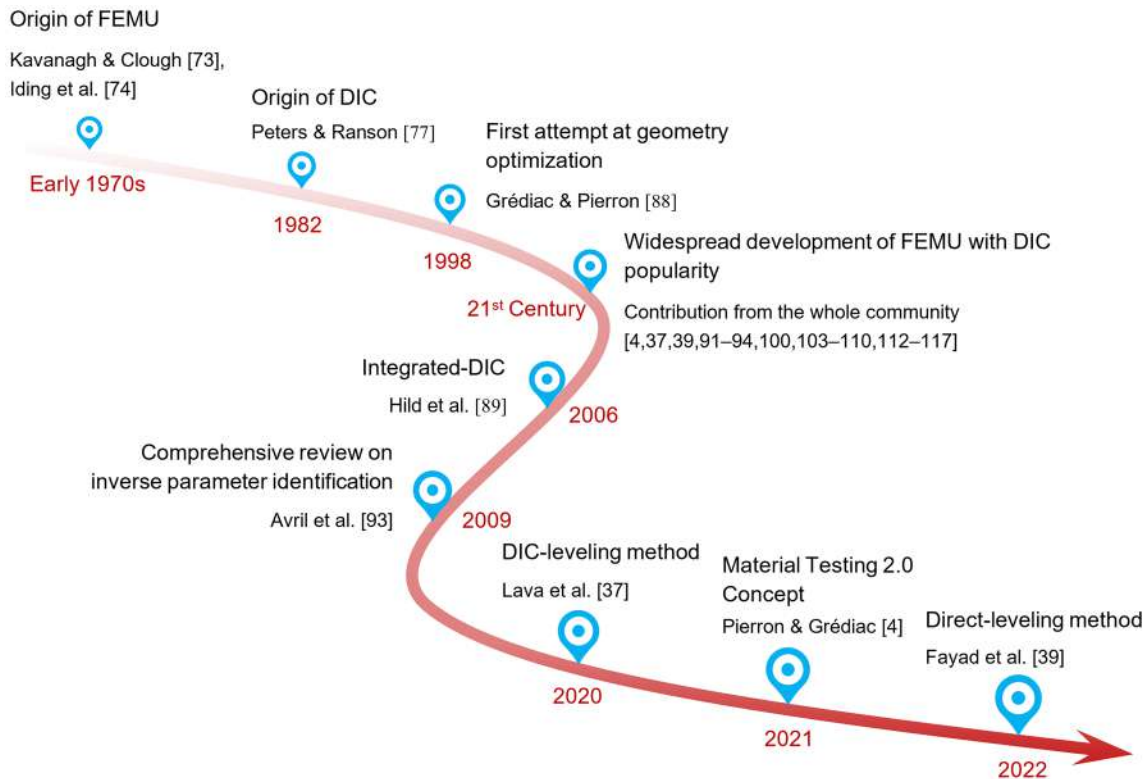 Origin of FEMU
Kavanagh & Clough [73],
Iding et al. [74]
Early 1970s
Origin of DIC
Peters & Ranson [77]
1982
First attempt at geometry
optimization
Grédiac & Pierron [88]
1998
Widespread development of FEMU with DIC
popularity
21st Century
Contribution from the whole community
[4,37,39,91–94,100,103–110,112–117]
Integrated-DIC
Hild et al. [89]
2006
Comprehensive review on
inverse parameter identification
Avril et al. [93]
2009
DIC-leveling method
Lava et al. [37]
2020
Material Testing 2.0
Concept
Pierron & Grédiac [4]
2021
Direct-leveling method
Fayad et al. [39]
2022